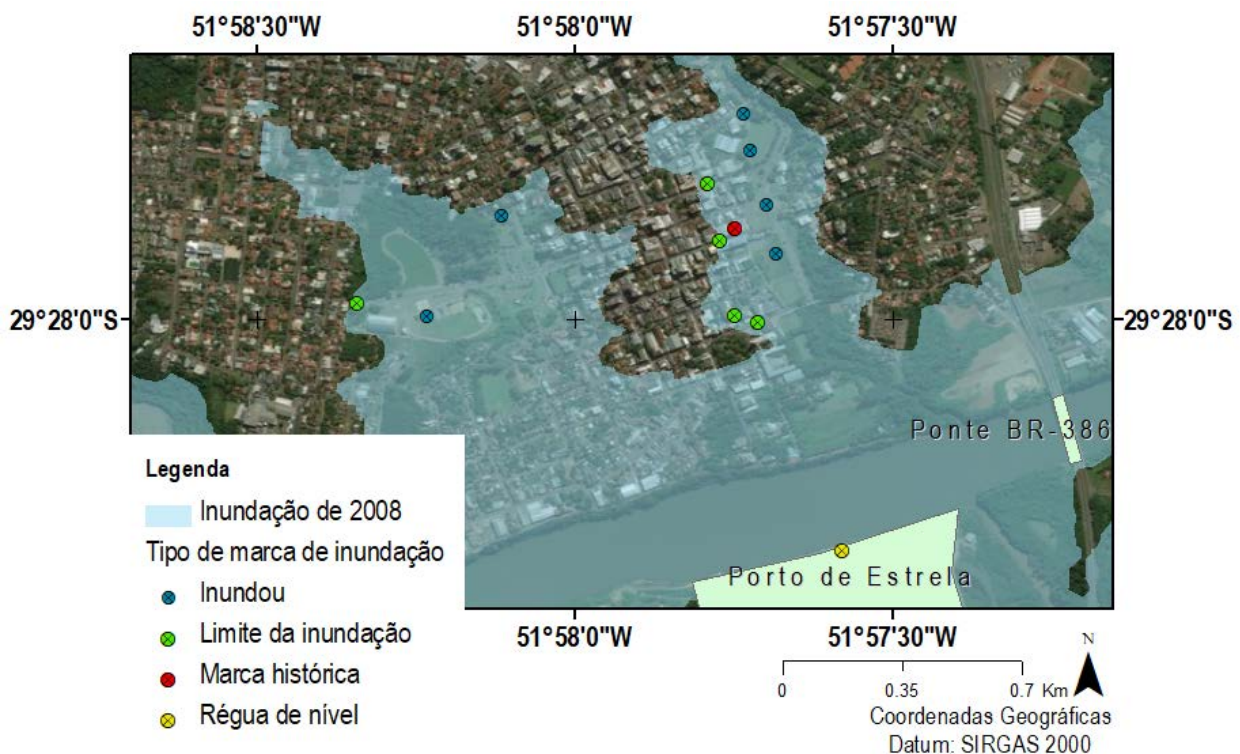 51°58'30"W 51°58'0"W 51°57'30"W
29°28'0"S 29°28'0"S
Ponte BR-386
Legenda
Inundação de 2008
Tipo de marca de inundação
Inundou
Limite da inundação
Marca histórica
Régua de nível
Porto de Estrela
51°58'0"W 51°57'30"W
N
0 0.35 0.7 Km
Coordenadas Geográficas
Datum: SIRGAS 2000